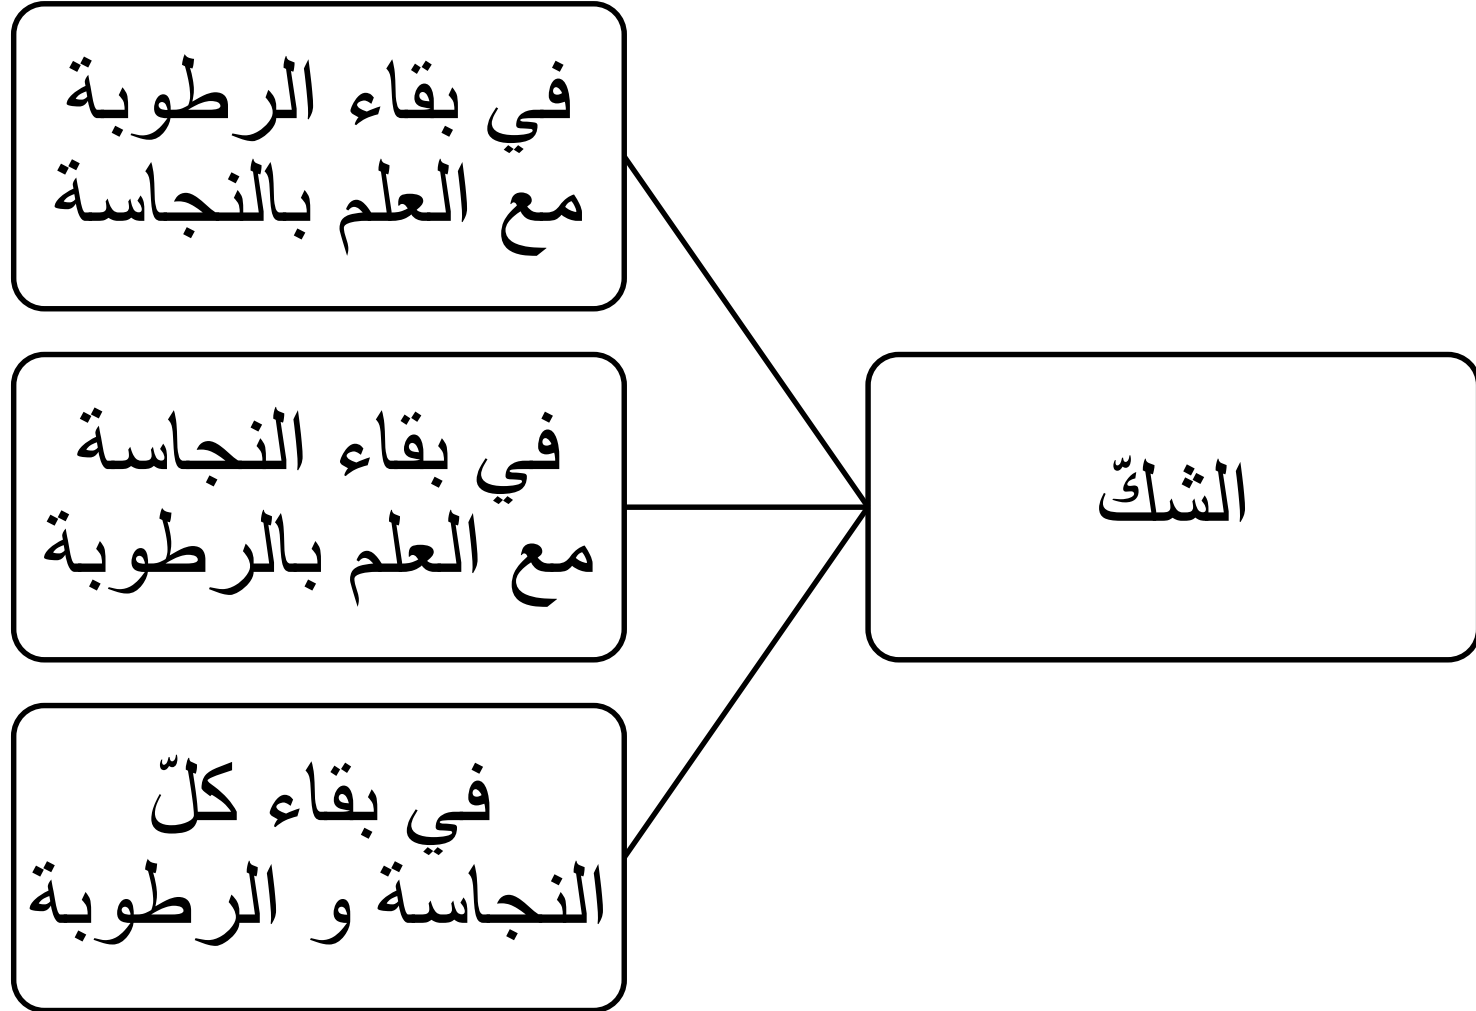 الشكّ
في بقاء الرطوبة
مع العلم بالنجاسة
في بقاء النجاسة
مع العلم بالرطوبة
في بقاء كلّ
النجاسة و الرطوبة